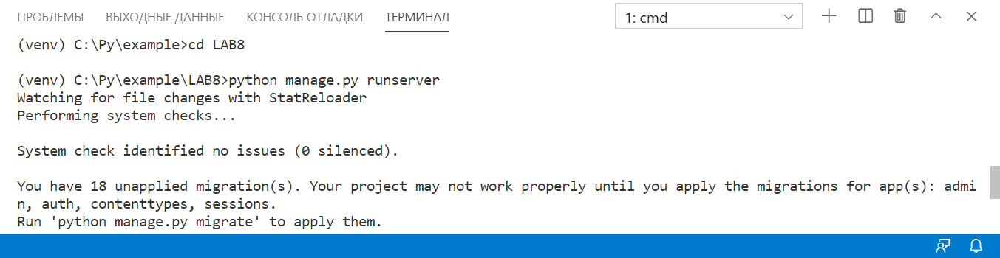 ПРОБЛЕМЫ ВЫХОДНЫЕ ДАННЫЕ КОНСОЛЬ ОТЛАДКИ ТЕРМИНАЛ 1: cmd
(venv) C:\Py\example>cd LAB8
(venv) C:\Py\example\LAB8>python manage.py runserver
Watching for file changes with StatReloader
Performing system checks...
System check identified no issues (0 silenced).
You have 18 unapplied migration(s). Your project may not work properly until you apply the migrations for app(s): admi
n, auth, contenttypes, sessions.
Run 'python manage.py migrate' to apply them.